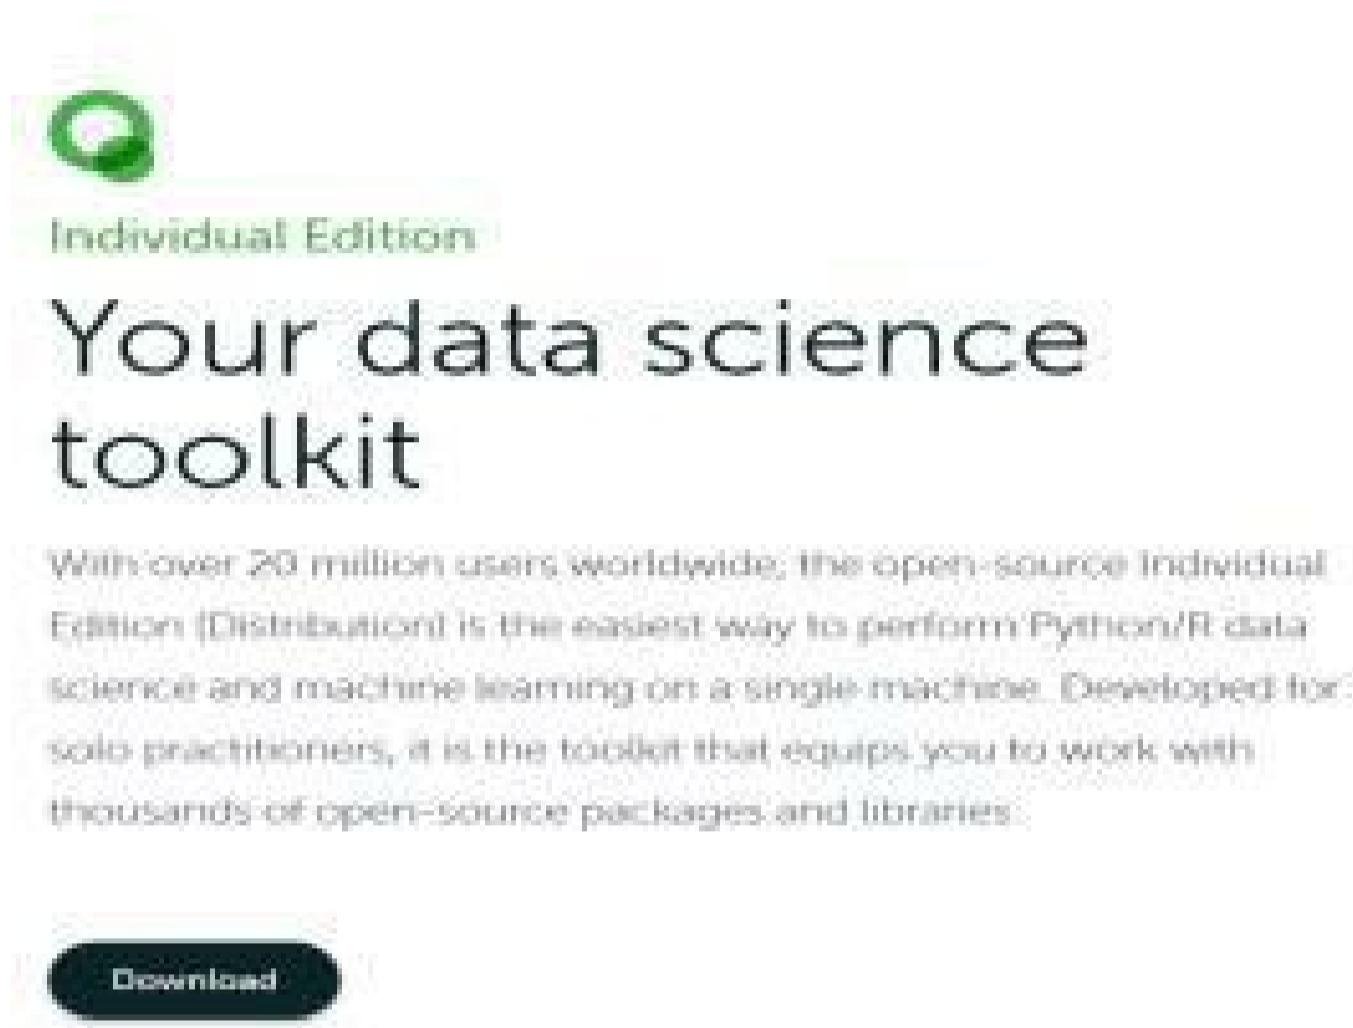 Individual Edition
Your data science
toolkit
With over 20 million users worldwide, the open-source Individual
Edition (Distribution) is the easiest way to perform Python/R data
science and machine learning on a single machine. Developed for
solo practitioners, it is the toolkit that equips you to work with
thousands of open-source packages and libraries.
Download